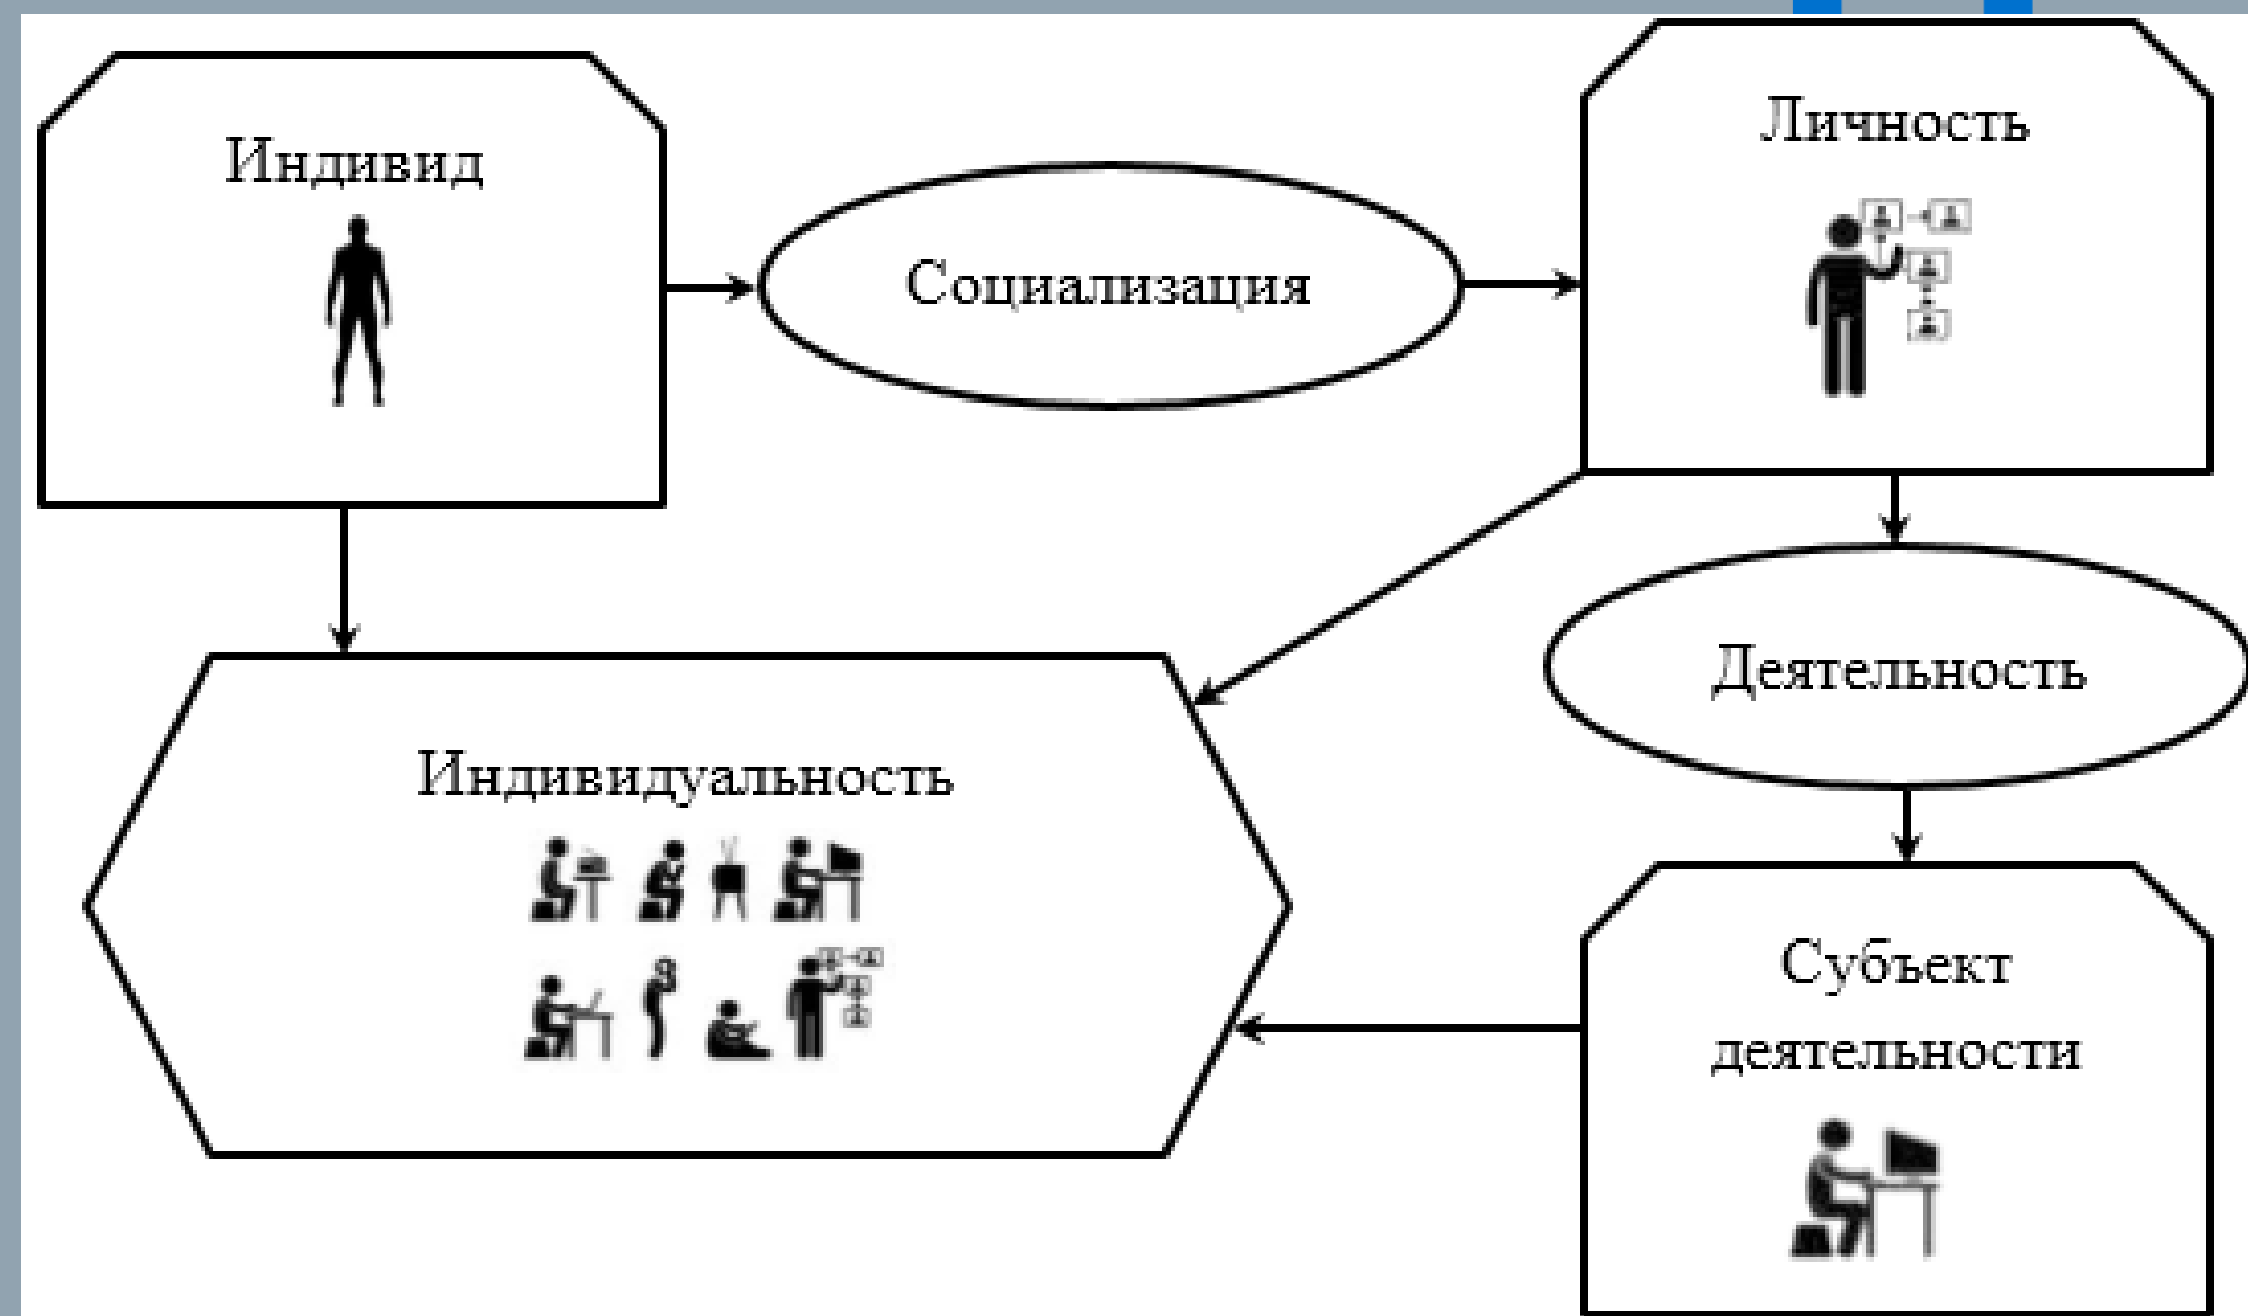 Индивид
Социализация
Личность
Деятельность
Индивидуальность
Субъект
деятельности